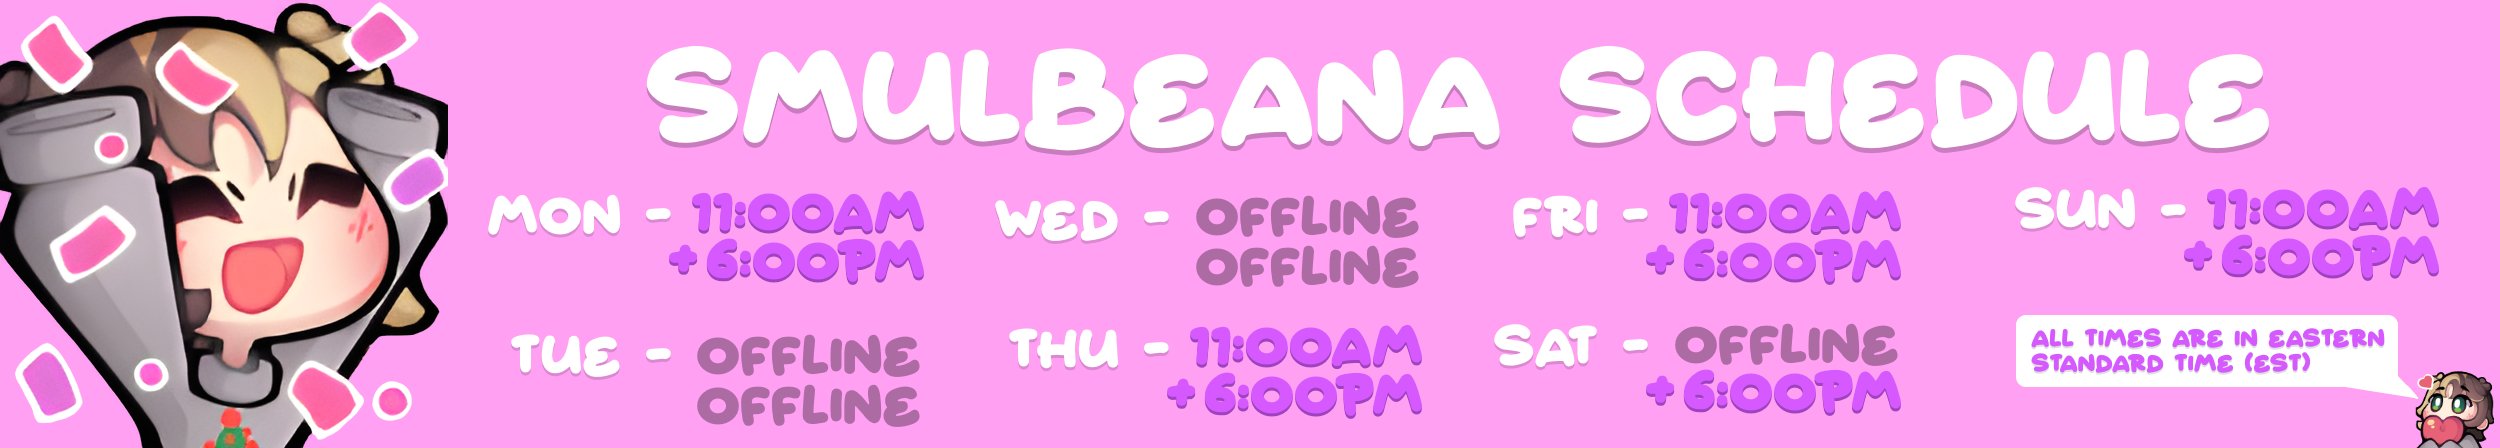 SMULBEANA SCHEDULE
MON - 11:00AM
+ 6:00PM
TUE - OFFLINE
OFFLINE
WED - OFFLINE
OFFLINE
THU - 11:00AM
+ 6:00PM
FRI - 11:00AM
+ 6:00PM
SAT - OFFLINE
+ 6:00PM
SUN - 11:00AM
+ 6:00PM
ALL TIMES ARE IN EASTERN
STANDARD TIME (EST)